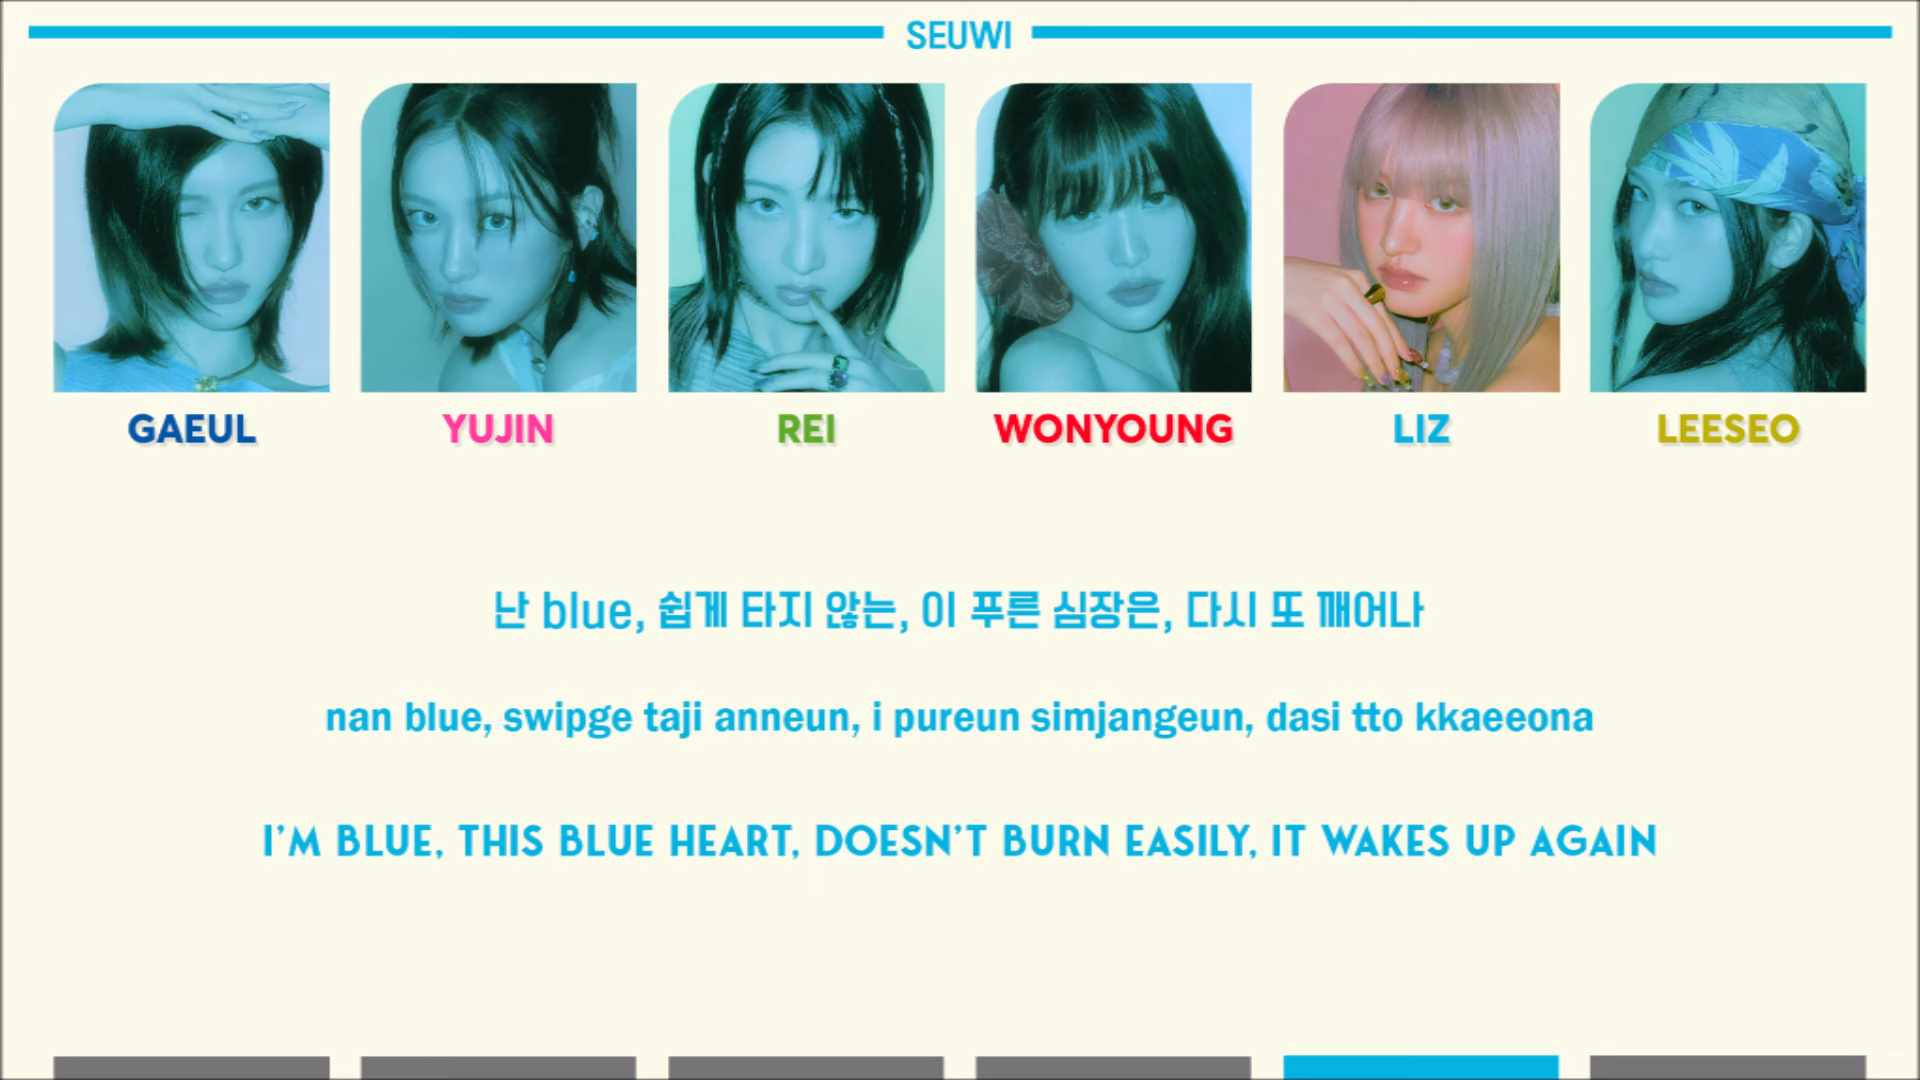 SEUWI
GAEUL YUJIN REI WONYOUNG LIZ LEESEO
난 blue, 쉽게 타지 않는, 이 푸른 심장은, 다시 또 깨어나
nan blue, swipge taji anneun, i pureun simjangeun, dasi tto kkaeeona
I'M BLUE, THIS BLUE HEART, DOESN'T BURN EASILY, IT WAKES UP AGAIN